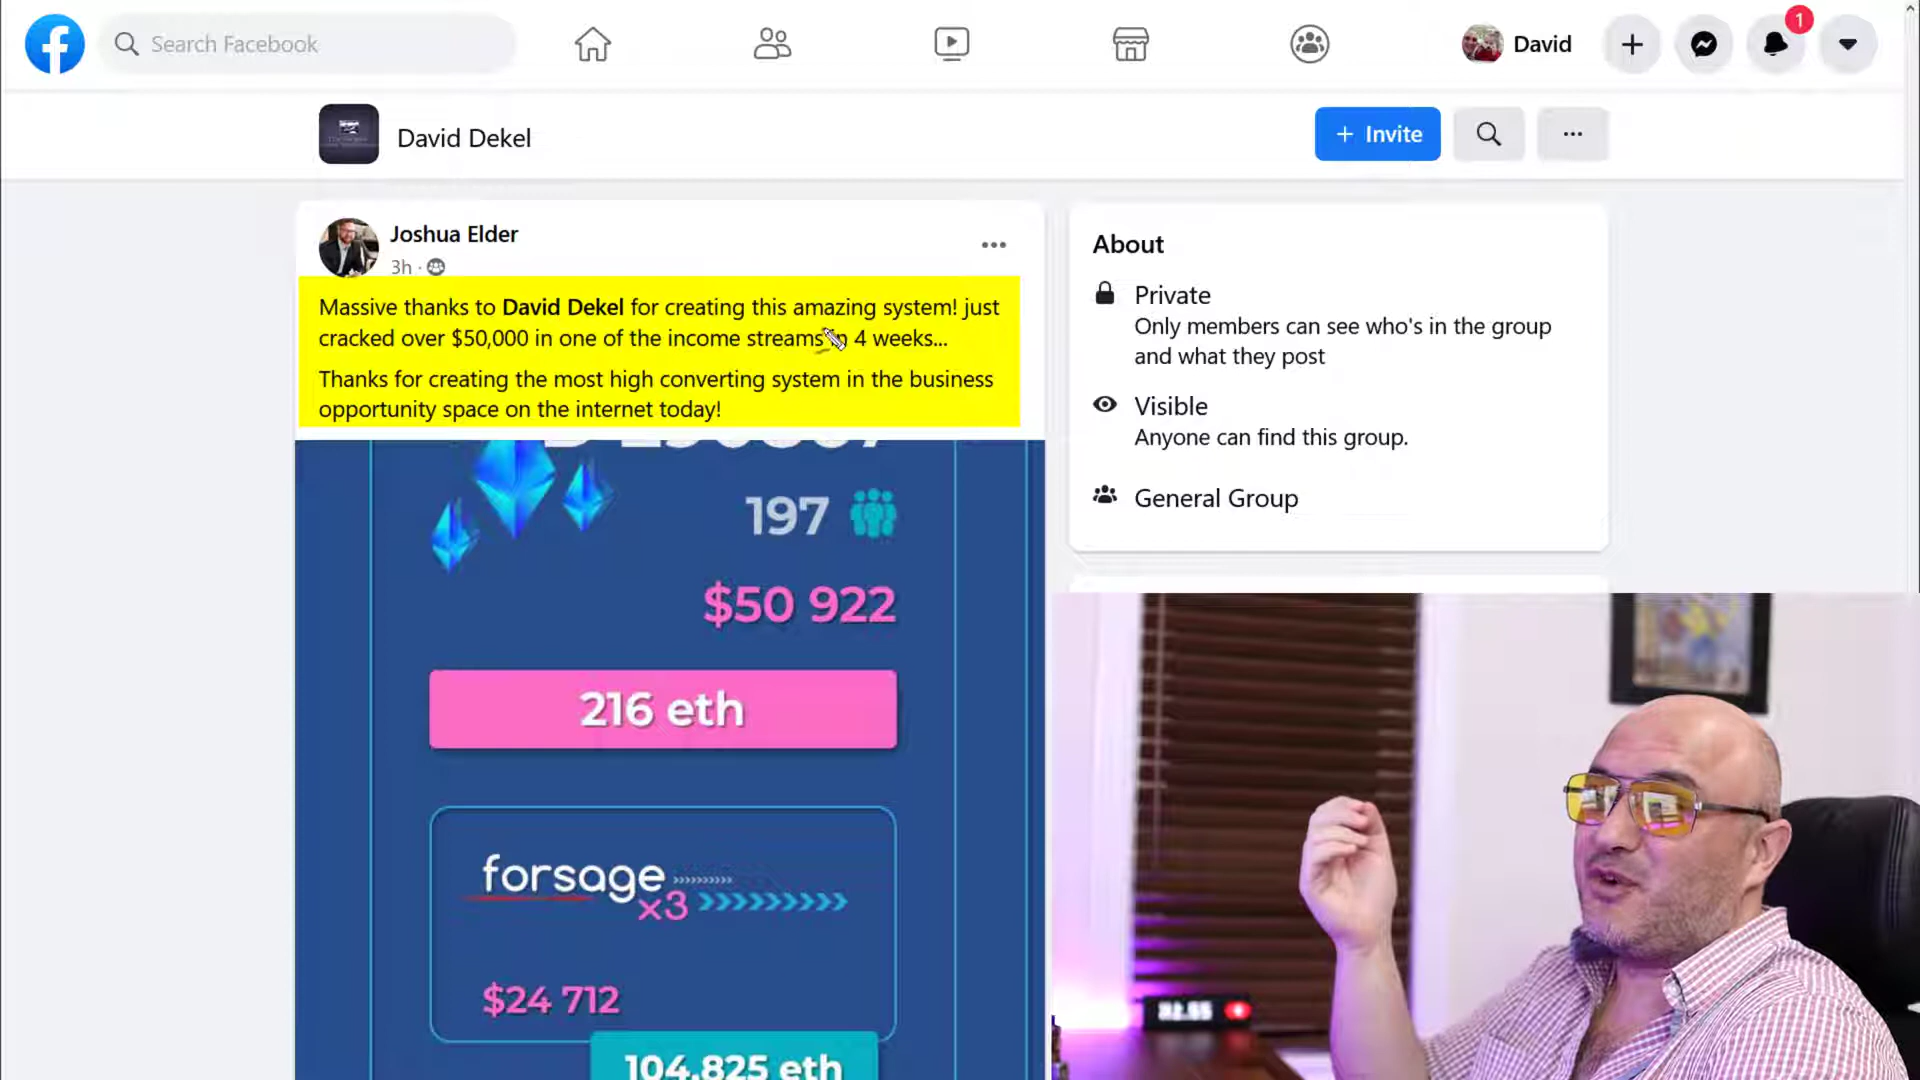 Search Facebook
David
1
David Dekel
+ Invite
Joshua Elder
3h
Massive thanks to David Dekel for creating this amazing system! just
cracked over $50,000 in one of the income streams in 4 weeks...
Thanks for creating the most high converting system in the business
opportunity space on the internet today!
197
$50 922
216 eth
forsage
x3
$24 712
104,825 eth
About
Private
Only members can see who's in the group
and what they post
Visible
Anyone can find this group.
General Group